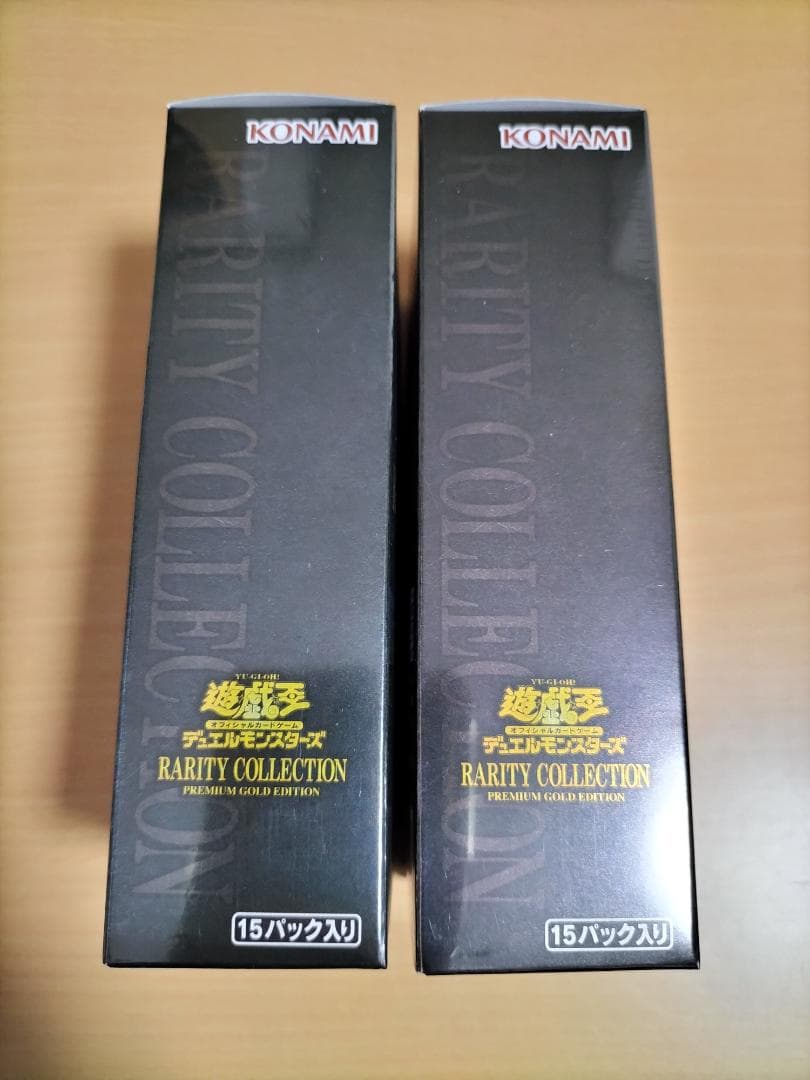 KONAMI
RARITY COLLECTION
YU-GI-OH!
遊戯王
オフィシャルカードゲーム
デュエルモンスターズ
RARITY COLLECTION
PREMIUM GOLD EDITION
15パック入り
KONAMI
RARITY COLLECTION
YU-GI-OH!
遊戯王
オフィシャルカードゲーム
デュエルモンスターズ
RARITY COLLECTION
PREMIUM GOLD EDITION
15パック入り